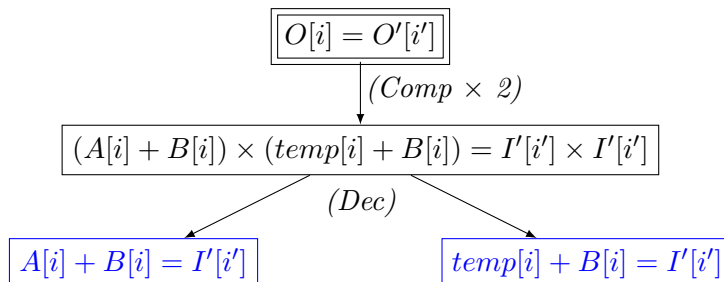 O[i] = O′[i′]
(Comp × 2)
(A[i] + B[i]) × (temp[i] + B[i]) = I′[i′] × I′[i′]
(Dec)
A[i] + B[i] = I′[i′]
temp[i] + B[i] = I′[i′]